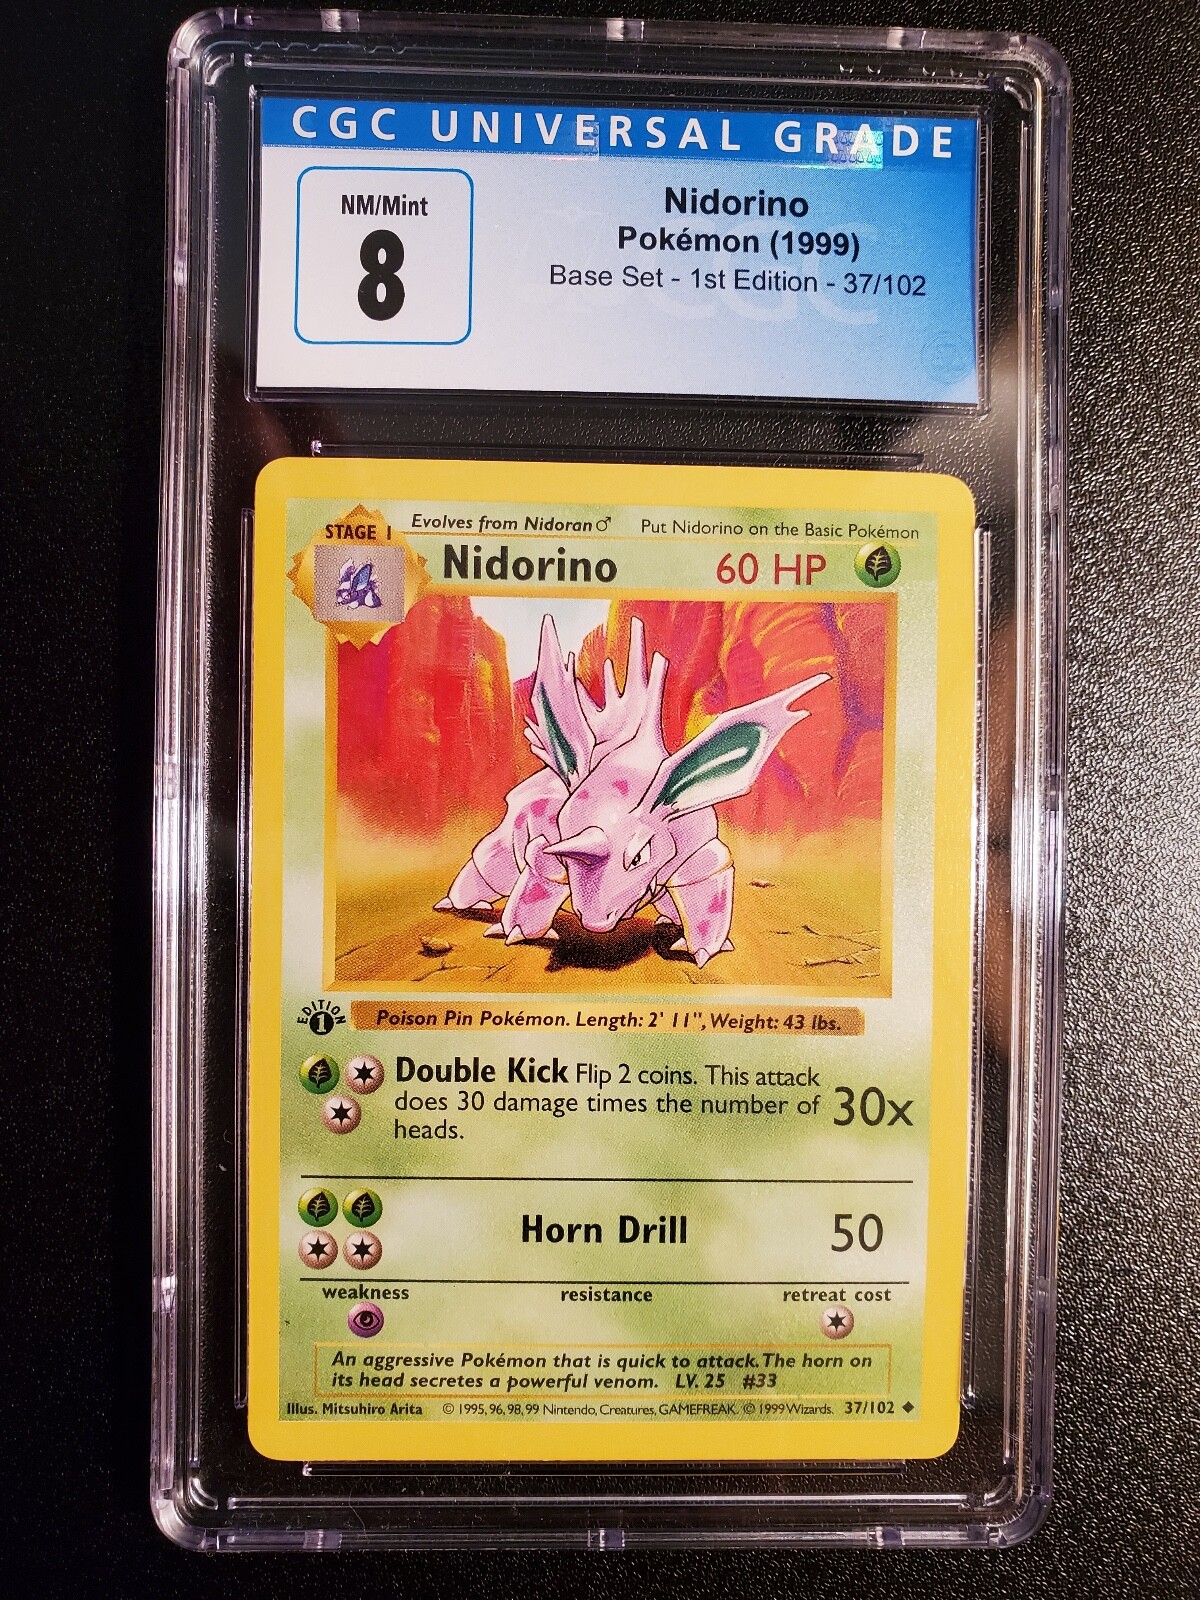 CGC UNIVERSAL GRADE
NM/Mint
8
Nidorino
Pokémon (1999)
Base Set - 1st Edition - 37/102
STAGE 1
Evolves from Nidoran♂ Put Nidorino on the Basic Pokémon
Nidorino 60 HP
EDITION
1
Poison Pin Pokémon. Length: 2' 11", Weight: 43 lbs.
Double Kick Flip 2 coins. This attack
does 30 damage times the number of
heads.
30x
Horn Drill 50
weakness resistance retreat cost
An aggressive Pokémon that is quick to attack. The horn on
its head secretes a powerful venom. LV. 25 #33
Illus. Mitsuhiro Arita © 1995, 96, 98, 99 Nintendo, Creatures, GAMEFREAK. © 1999 Wizards. 37/102 ◆